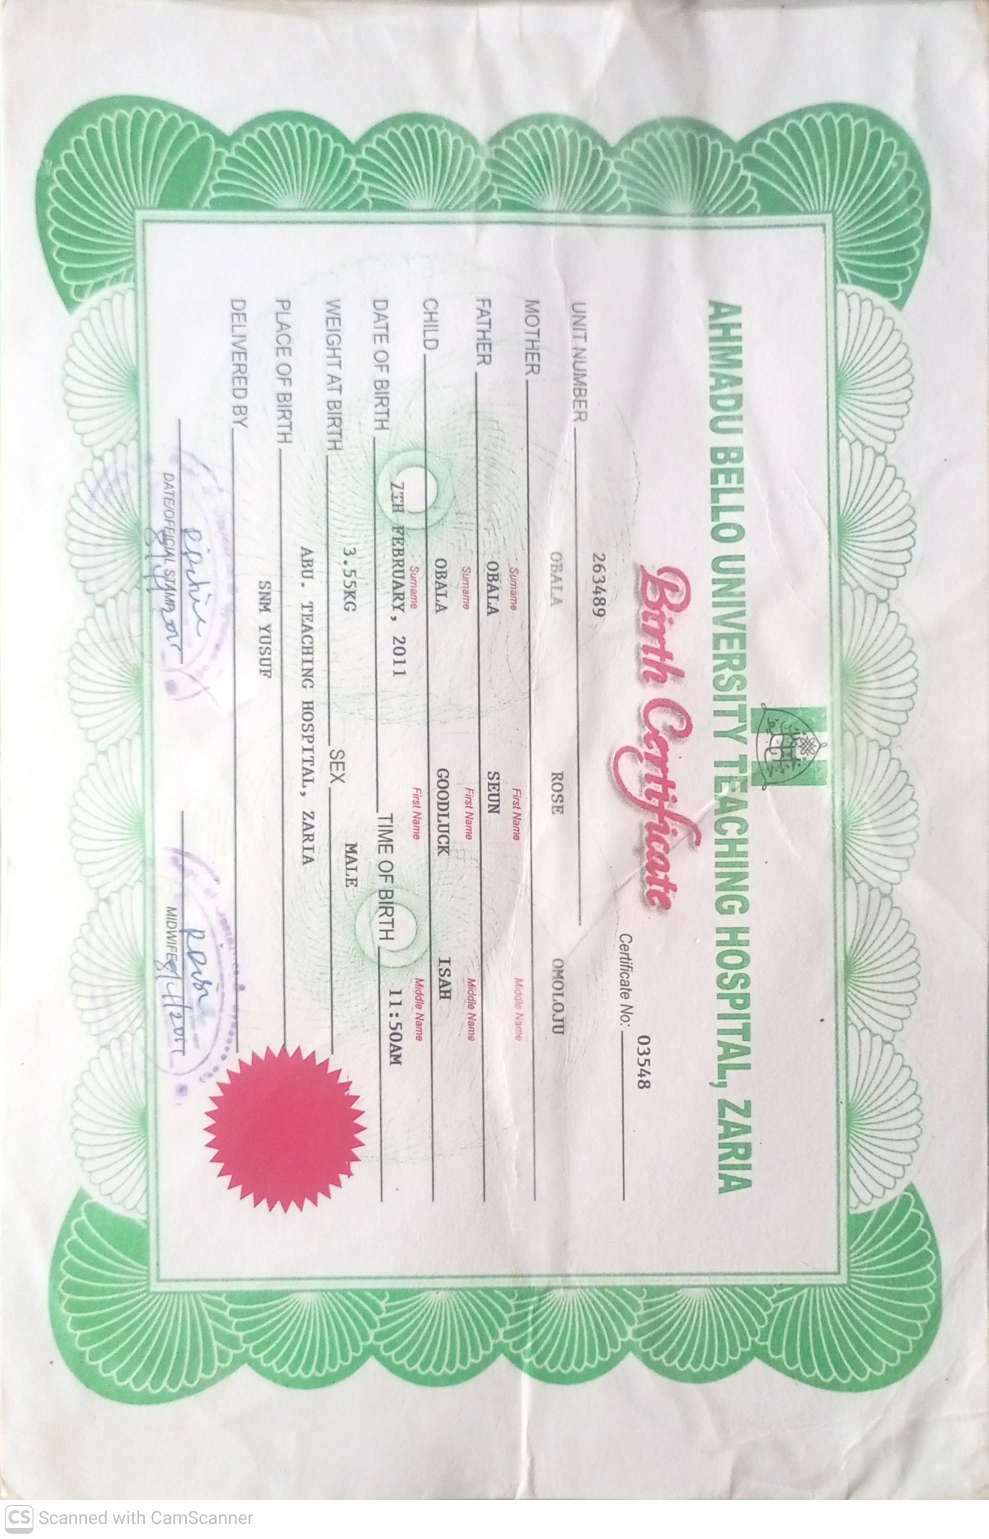 AHMADU BELLO UNIVERSITY TEACHING HOSPITAL, ZARIA
Birth Certificate
Certificate No: 03548
UNIT NUMBER 263489
MOTHER OBALA ROSE OMOLOJU
Surname First Name Middle Name
FATHER OBALA SEUN
Surname First Name Middle Name
CHILD OBALA GOODLUCK ISAH
Surname First Name Middle Name
DATE OF BIRTH 7TH FEBRUARY, 2011 TIME OF BIRTH 11:50AM
WEIGHT AT BIRTH 3.55KG SEX MALE
PLACE OF BIRTH ABU. TEACHING HOSPITAL, ZARIA
DELIVERED BY SNM YUSUF
DATE/OFFICIAL STAMP MIDWIFE
CS Scanned with CamScanner